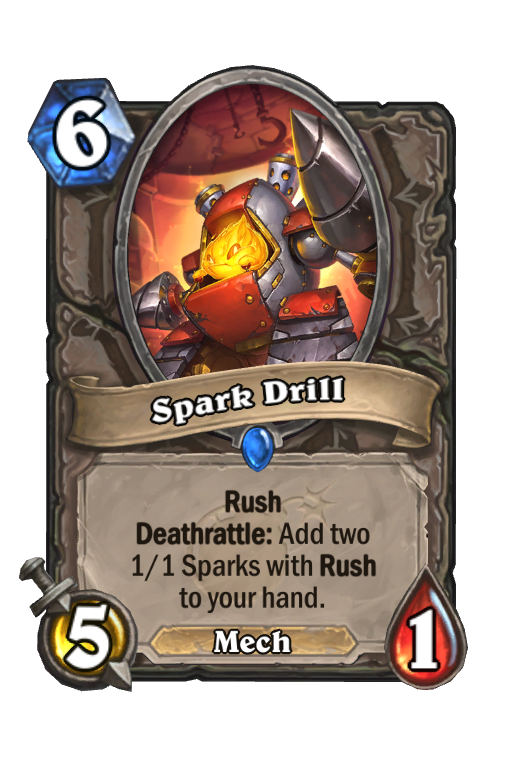 6
Spark Drill
Rush
Deathrattle: Add two
1/1 Sparks with Rush
to your hand.
5
Mech
1